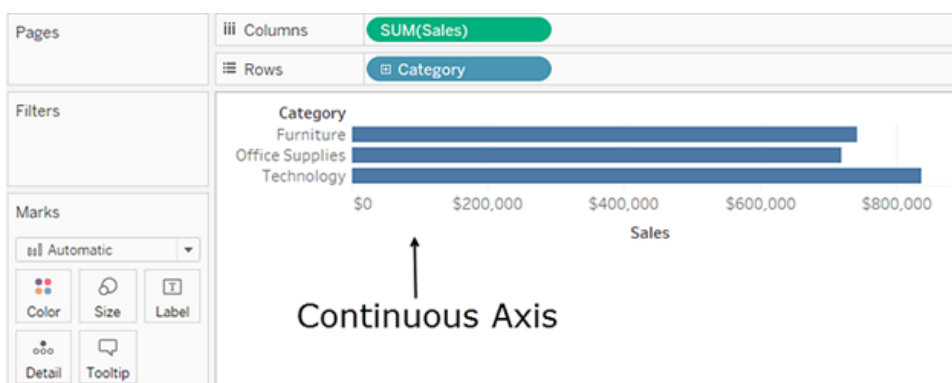 Pages
iii Columns
SUM(Sales)
Rows
Category
Filters
Category
Furniture
Office Supplies
Technology
$0 $200,000 $400,000 $600,000 $800,000
Sales
Continuous Axis
Marks
Automatic
Color Size Label
Detail Tooltip